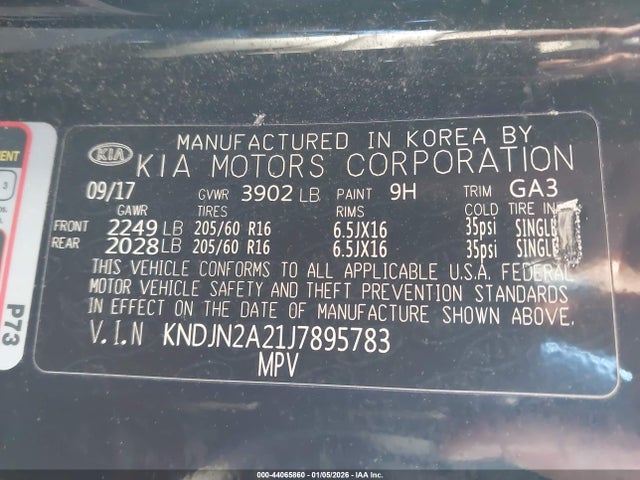 MANUFACTURED IN KOREA BY
KIA KIA MOTORS CORPORATION
09/17 GVWR 3902 LB PAINT 9H TRIM GA3
GAWR TIRES RIMS COLD TIRE
FRONT 2249 LB 205/60 R16 6.5JX16 35psi SINGLE
REAR 2028 LB 205/60 R16 6.5JX16 35psi SINGLE
THIS VEHICLE CONFORMS TO ALL APPLICABLE U.S.A. FEDERAL
MOTOR VEHICLE SAFETY AND THEFT PREVENTION STANDARDS
IN EFFECT ON THE DATE OF MANUFACTURE SHOWN ABOVE.
V.I.N KNDJN2A21J7895783
MPV
3
P73
000-44065860 - 01/05/2026 - IAA Inc.